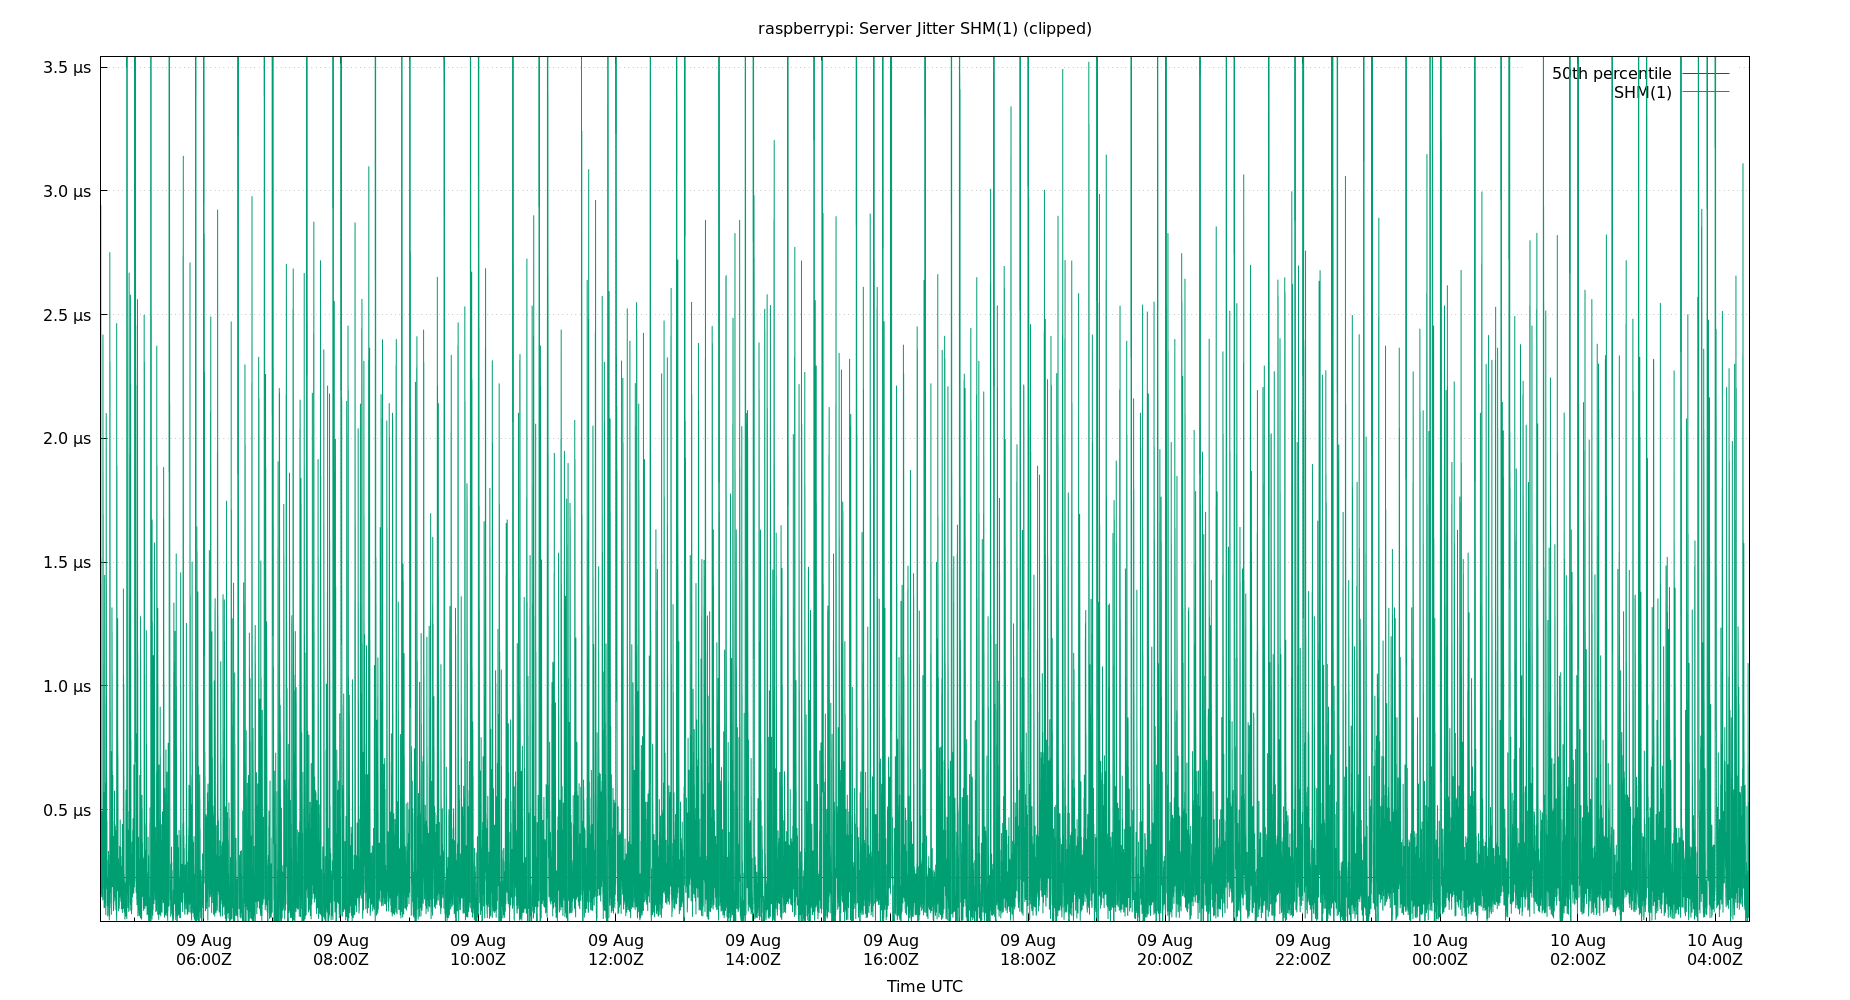 raspberrypi: Server Jitter SHM(1) (clipped)
3.5 µs
3.0 µs
2.5 µs
2.0 µs
1.5 µs
1.0 µs
0.5 µs
50th percentile
SHM(1)
09 Aug 09 Aug 09 Aug 09 Aug 09 Aug 09 Aug 09 Aug 09 Aug 09 Aug 10 Aug 10 Aug 10 Aug
06:00Z 08:00Z 10:00Z 12:00Z 14:00Z 16:00Z 18:00Z 20:00Z 22:00Z 00:00Z 02:00Z 04:00Z
Time UTC